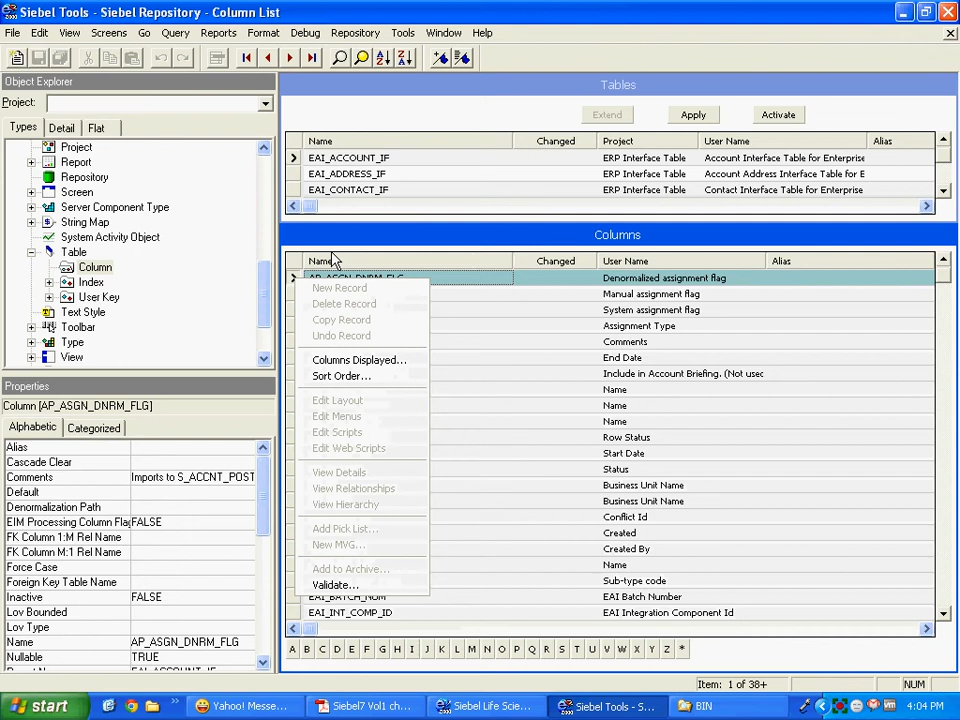 Siebel Tools - Siebel Repository - Column List
File Edit View Screens Go Query Reports Format Debug Repository Tools Window Help
Object Explorer
Project:
Types Detail Flat
Project
Report
Repository
Screen
Server Component Type
String Map
System Activity Object
Table
Column
Index
User Key
Text Style
Toolbar
Type
View
Properties
Column [AP_ASGN_DNRM_FLG]
Alphabetic Categorized
Alias
Cascade Clear
Comments Imports to S_ACCNT_POST
Default
Denormalization Path
EIM Processing Column Flag FALSE
FK Column 1:M Rel Name
FK Column M:1 Rel Name
Force Case
Foreign Key Table Name
Inactive FALSE
Lov Bounded
Lov Type
Name AP_ASGN_DNRM_FLG
Nullable TRUE
Tables
Extend Apply Activate
Name Changed Project User Name Alias
EAI_ACCOUNT_IF ERP Interface Table Account Interface Table for Enterprise
EAI_ADDRESS_IF ERP Interface Table Account Address Interface Table for E
EAI_CONTACT_IF ERP Interface Table Contact Interface Table for Enterprise
Columns
Name Changed User Name Alias
AP_ASGN_DNRM_FLG Denormalized assignment flag
Manual assignment flag
System assignment flag
Assignment Type
Comments
End Date
Include in Account Briefing. (Not usec
Name
Name
Name
Row Status
Start Date
Status
Business Unit Name
Business Unit Name
Conflict Id
Created
Created By
Name
Sub-type code
EAI_BATCH_NUM EAI Batch Number
EAI_INT_COMP_ID EAI Integration Component Id
New Record
Delete Record
Copy Record
Undo Record
Columns Displayed...
Sort Order...
Edit Layout
Edit Menus
Edit Scripts
Edit Web Scripts
View Details
View Relationships
View Hierarchy
Add Pick List...
New MVG...
Add to Archive...
Validate...
A B C D E F G H I J K L M N O P Q R S T U V W X Y Z *
Item: 1 of 38+ NUM
start Yahoo! Messe... Siebel7 Vol1 ch... Siebel Life Scie... Siebel Tools - S... BIN 4:04 PM